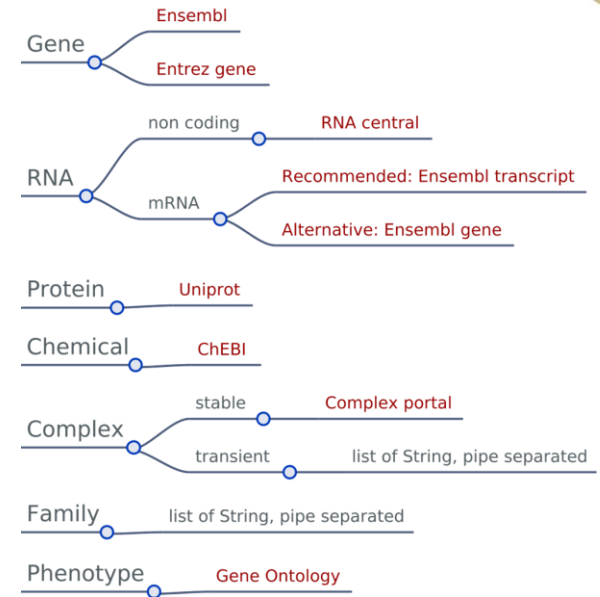 Gene
Ensembl
Entrez gene
RNA
non coding
RNA central
mRNA
Recommended: Ensembl transcript
Alternative: Ensembl gene
Protein
Uniprot
Chemical
ChEBI
Complex
stable
Complex portal
transient
list of String, pipe separated
Family
list of String, pipe separated
Phenotype
Gene Ontology